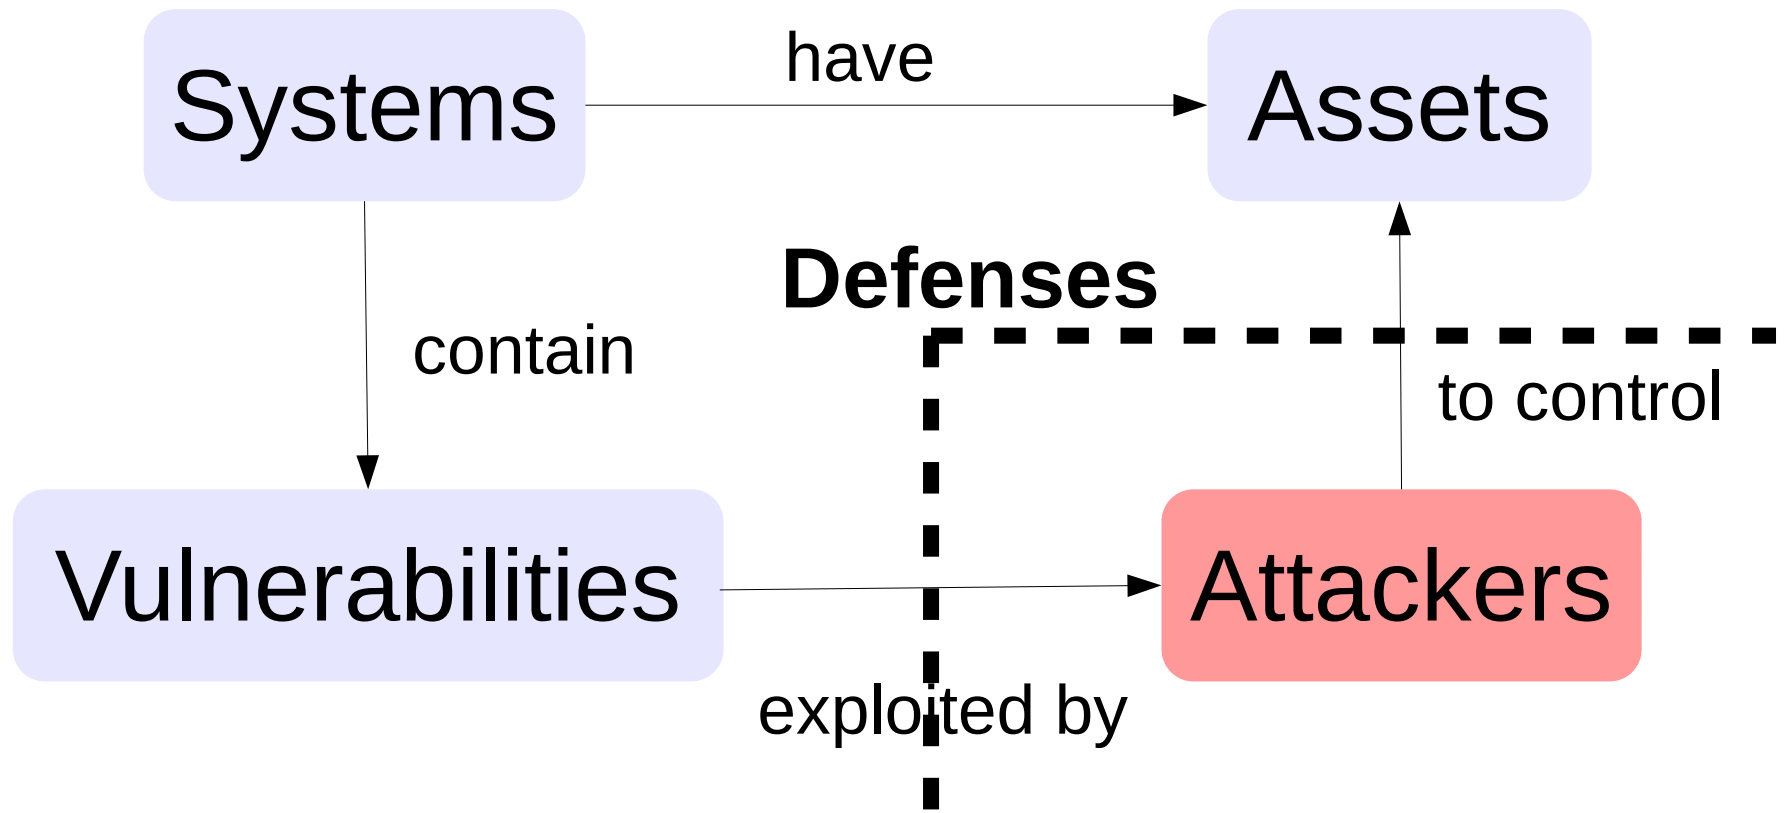 Systems
have
Assets
Defenses
contain
to control
Vulnerabilities
Attackers
exploited by